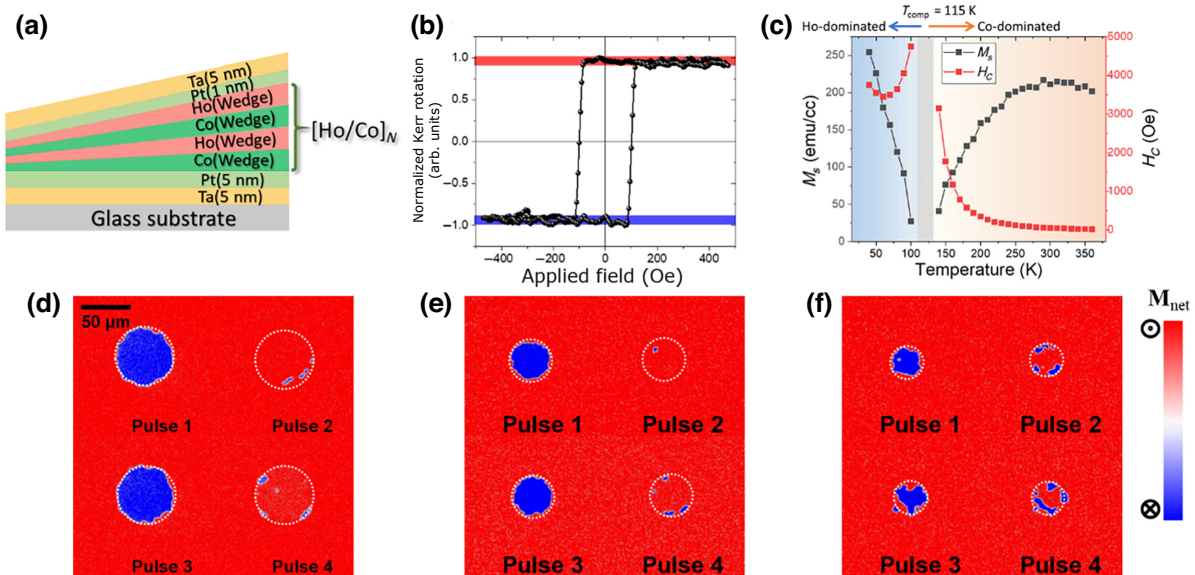 (a)
Ta(5 nm)
Pt(1 nm)
Ho(Wedge)
Co(Wedge)
Ho(Wedge)
Co(Wedge)
Pt(5 nm)
Ta(5 nm)
Glass substrate
[Ho/Co]N
(b)
Normalized Kerr rotation
(arb. units)
1.0
0.5
0.0
−0.5
−1.0
−400 −200 0 200 400
Applied field (Oe)
(c)
Tcomp = 115 K
Ho-dominated Co-dominated
Ms
HC
Ms (emu/cc)
250
225
200
175
150
125
100
75
50
25
0
6000
5000
4000
3000
2000
1000
0
HC (Oe)
50 100 150 200 250 300 350
Temperature (K)
(d)
50 μm
Pulse 1 Pulse 2
Pulse 3 Pulse 4
(e)
Pulse 1 Pulse 2
Pulse 3 Pulse 4
(f)
Pulse 1 Pulse 2
Pulse 3 Pulse 4
Mnet